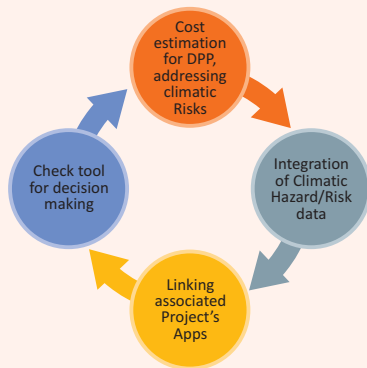 Cost
estimation
for DPP,
addressing
climatic
Risks
Integration
of Climatic
Hazard/Risk
data
Linking
associated
Project's
Apps
Check tool
for decision
making